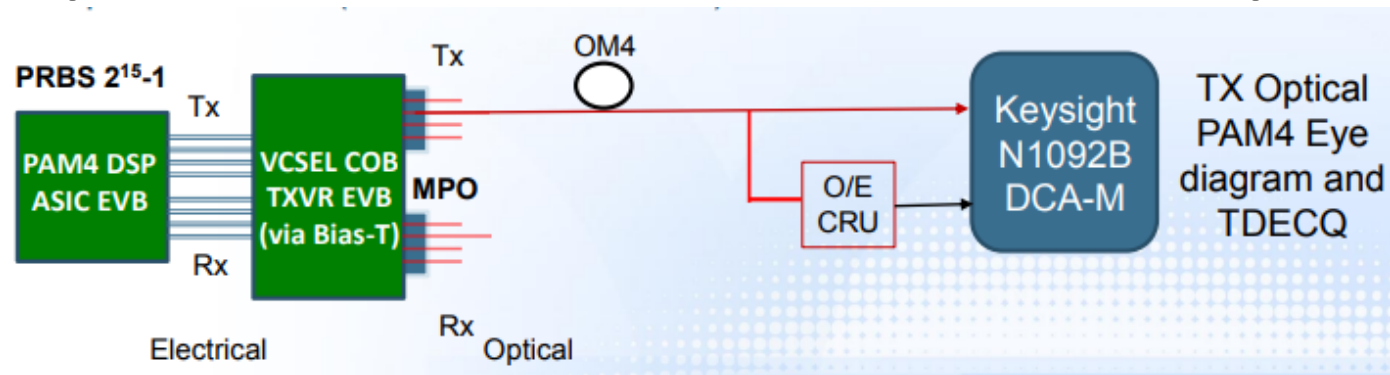 PRBS 2¹⁵-1
PAM4 DSP
ASIC EVB
Tx
Rx
VCSEL COB
TXVR EVB
(via Bias-T)
Tx
MPO
Rx
OM4
O/E
CRU
Keysight
N1092B
DCA-M
TX Optical
PAM4 Eye
diagram and
TDECQ
Electrical
Optical